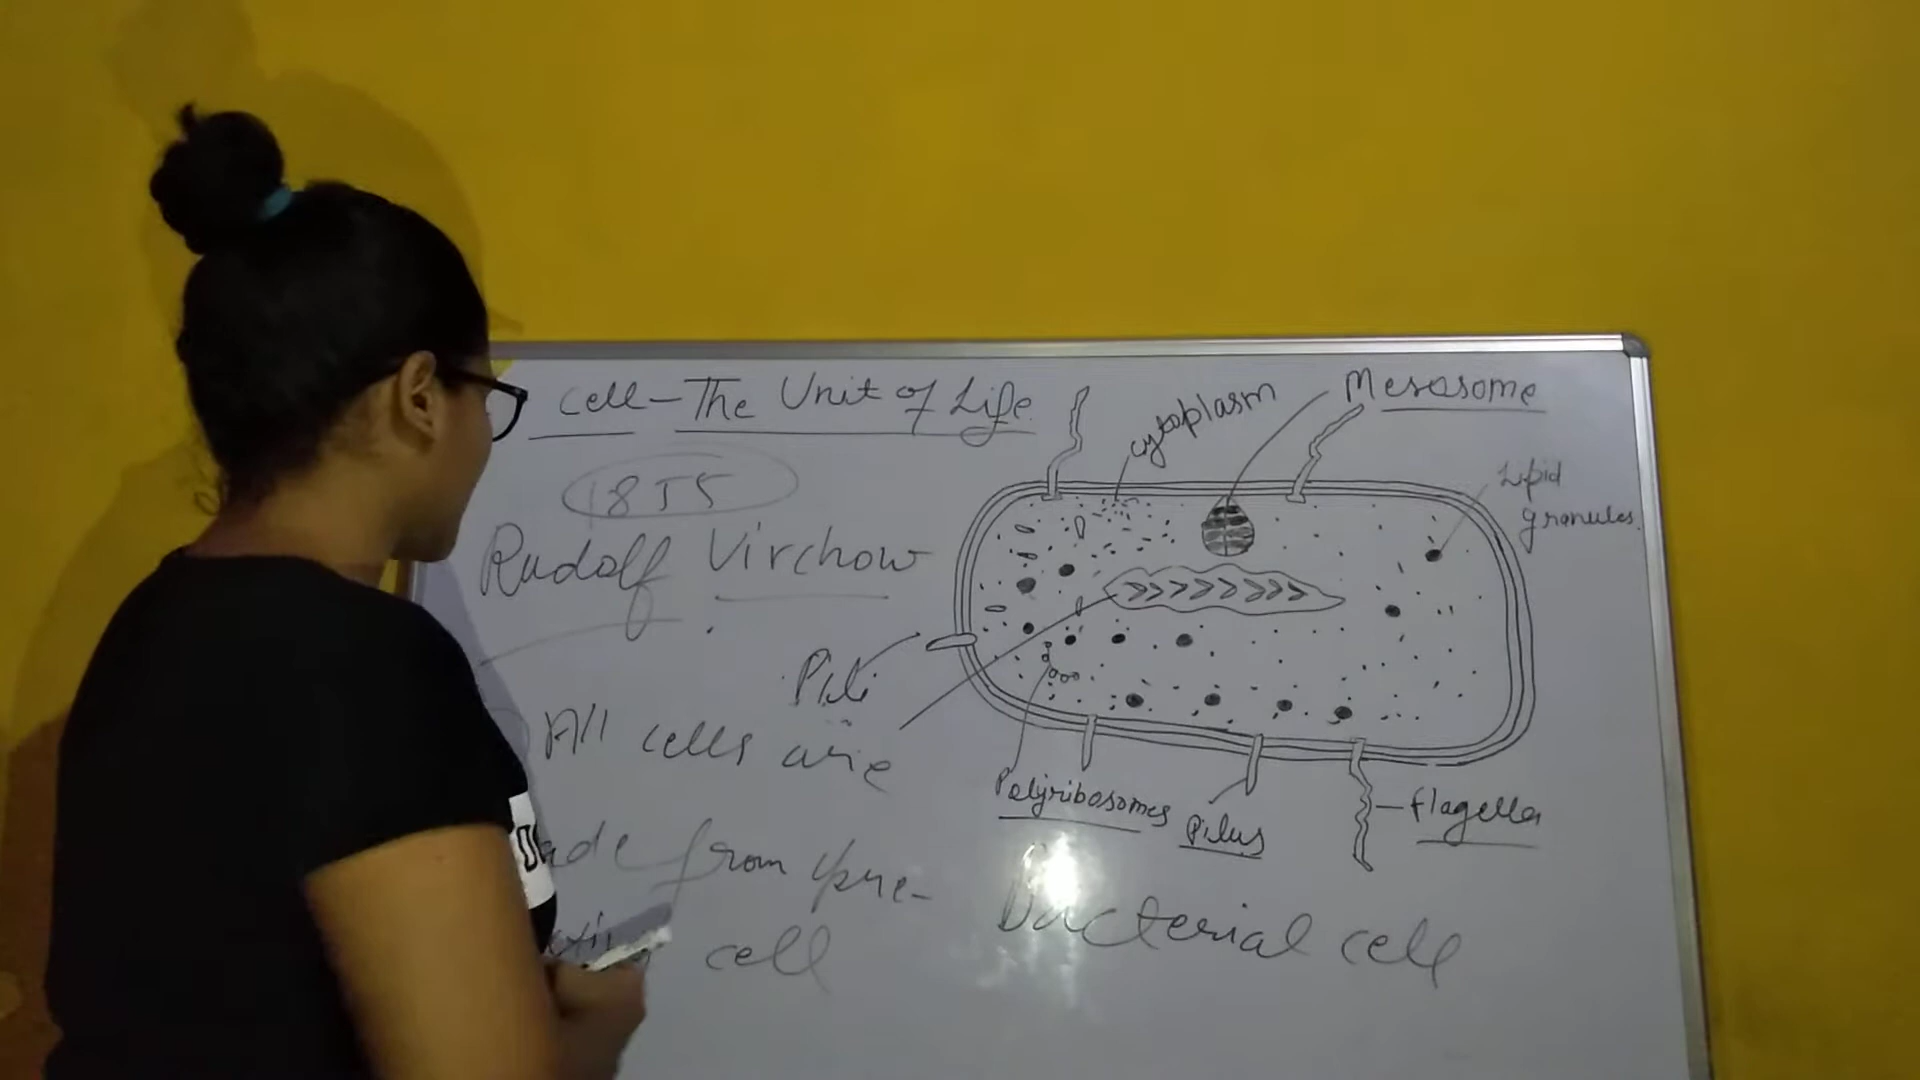 Cell - The Unit of Life
1855
Rudolf Virchow
All cells are
ade from pre-
cell
Pili
cytoplasm
Mesosome
Lipid
granules
Polyribosomes
Pilus
flagella
Bacterial cell